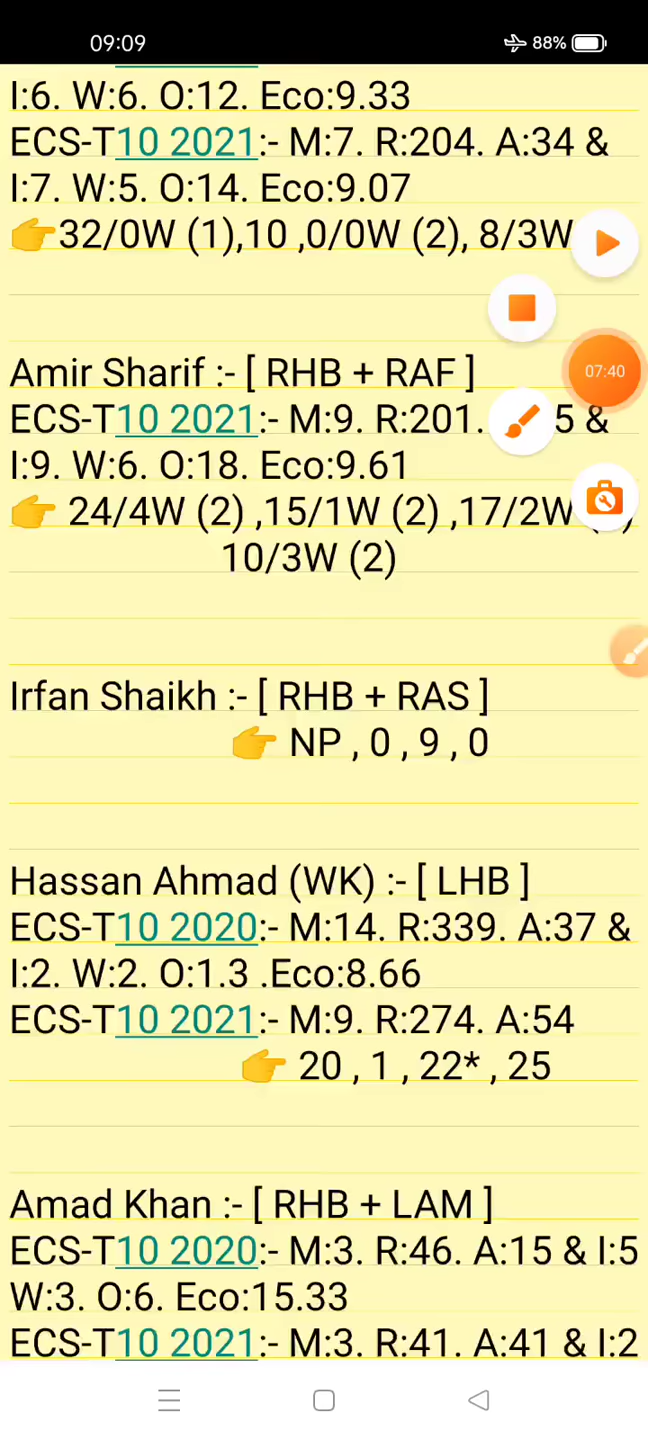 09:09
88%
I:6. W:6. O:12. Eco:9.33
ECS-T10 2021:- M:7. R:204. A:34 &
I:7. W:5. O:14. Eco:9.07
👉32/0W (1),10 ,0/0W (2), 8/3W
Amir Sharif :- [ RHB + RAF ]
07:40
ECS-T10 2021:- M:9. R:201. 5 &
I:9. W:6. O:18. Eco:9.61
👉 24/4W (2) ,15/1W (2) ,17/2W
10/3W (2)
Irfan Shaikh :- [ RHB + RAS ]
👉 NP , 0 , 9 , 0
Hassan Ahmad (WK) :- [ LHB ]
ECS-T10 2020:- M:14. R:339. A:37 &
I:2. W:2. O:1.3 .Eco:8.66
ECS-T10 2021:- M:9. R:274. A:54
👉 20 , 1 , 22* , 25
Amad Khan :- [ RHB + LAM ]
ECS-T10 2020:- M:3. R:46. A:15 & I:5
W:3. O:6. Eco:15.33
ECS-T10 2021:- M:3. R:41. A:41 & I:2